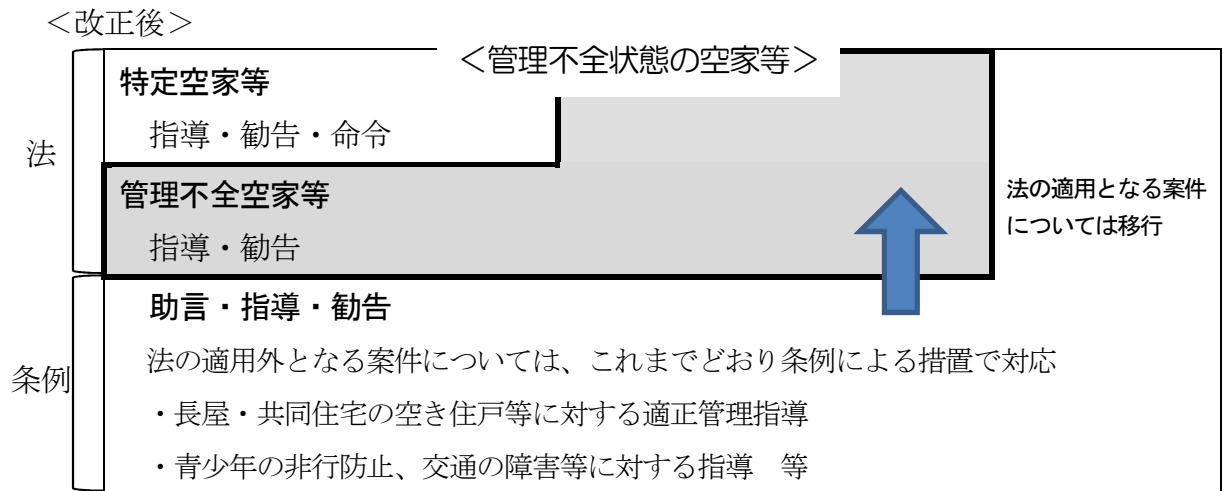 ＜改正後＞
＜管理不全状態の空家等＞
特定空家等
指導・勧告・命令
法
管理不全空家等
指導・勧告
法の適用となる案件
については移行
助言・指導・勧告
条例
法の適用外となる案件については、これまでどおり条例による措置で対応
・長屋・共同住宅の空き住戸等に対する適正管理指導
・青少年の非行防止、交通の障害等に対する指導　等